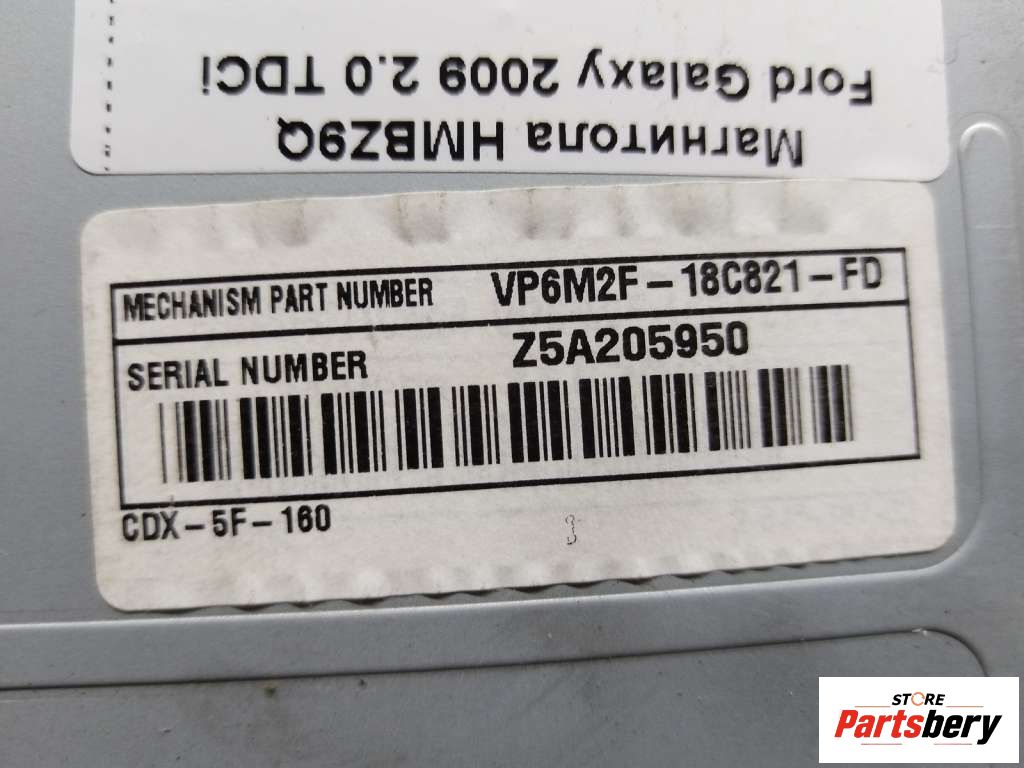 Магнитола HMBZ9Q
Ford Galaxy 2009 2.0 TDCi
MECHANISM PART NUMBER VP6M2F-18C821-FD
SERIAL NUMBER Z5A205950
CDX-5F-160
3
STORE
Partsbery